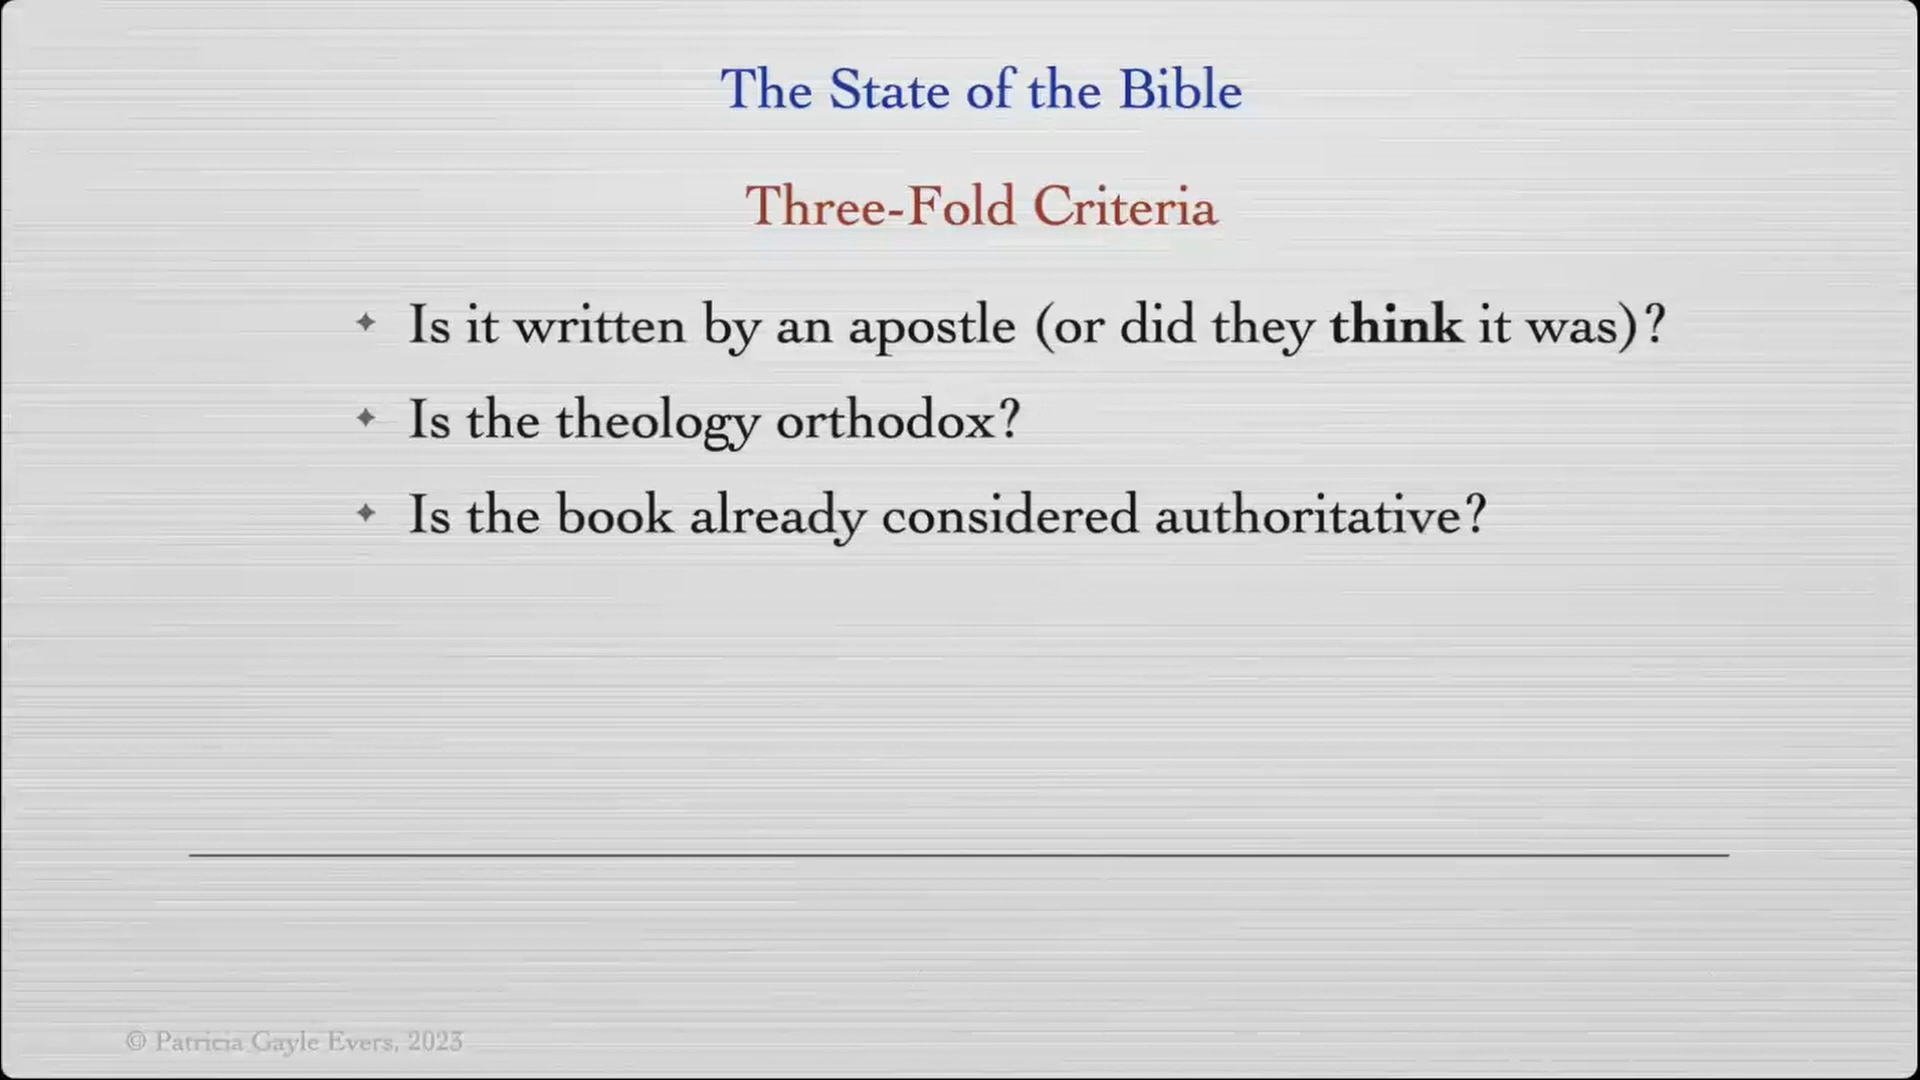 The State of the Bible
Three-Fold Criteria
✦ Is it written by an apostle (or did they think it was)?
✦ Is the theology orthodox?
✦ Is the book already considered authoritative?
© Patricia Gayle Evers, 2023